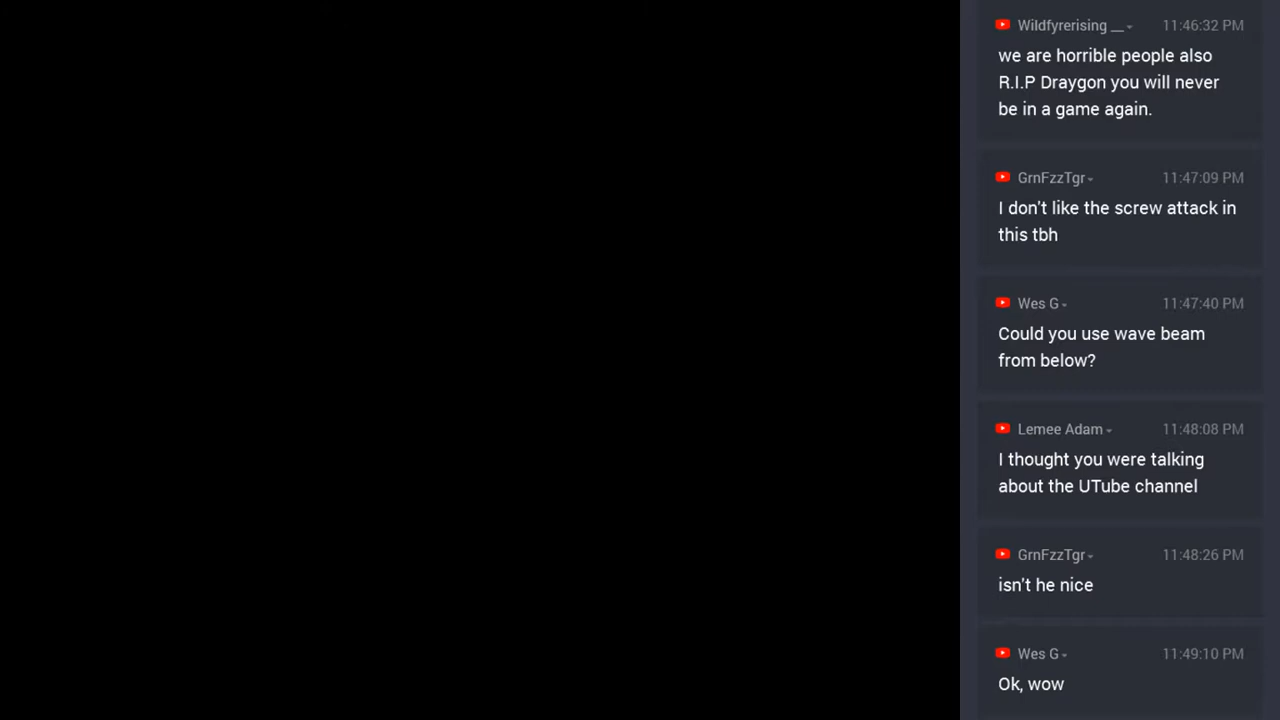 Wildfyrerising __ 11:46:32 PM
we are horrible people also
R.I.P Draygon you will never
be in a game again.
GrnFzzTgr 11:47:09 PM
I don't like the screw attack in
this tbh
Wes G 11:47:40 PM
Could you use wave beam
from below?
Lemee Adam 11:48:08 PM
I thought you were talking
about the UTube channel
GrnFzzTgr 11:48:26 PM
isn't he nice
Wes G 11:49:10 PM
Ok, wow